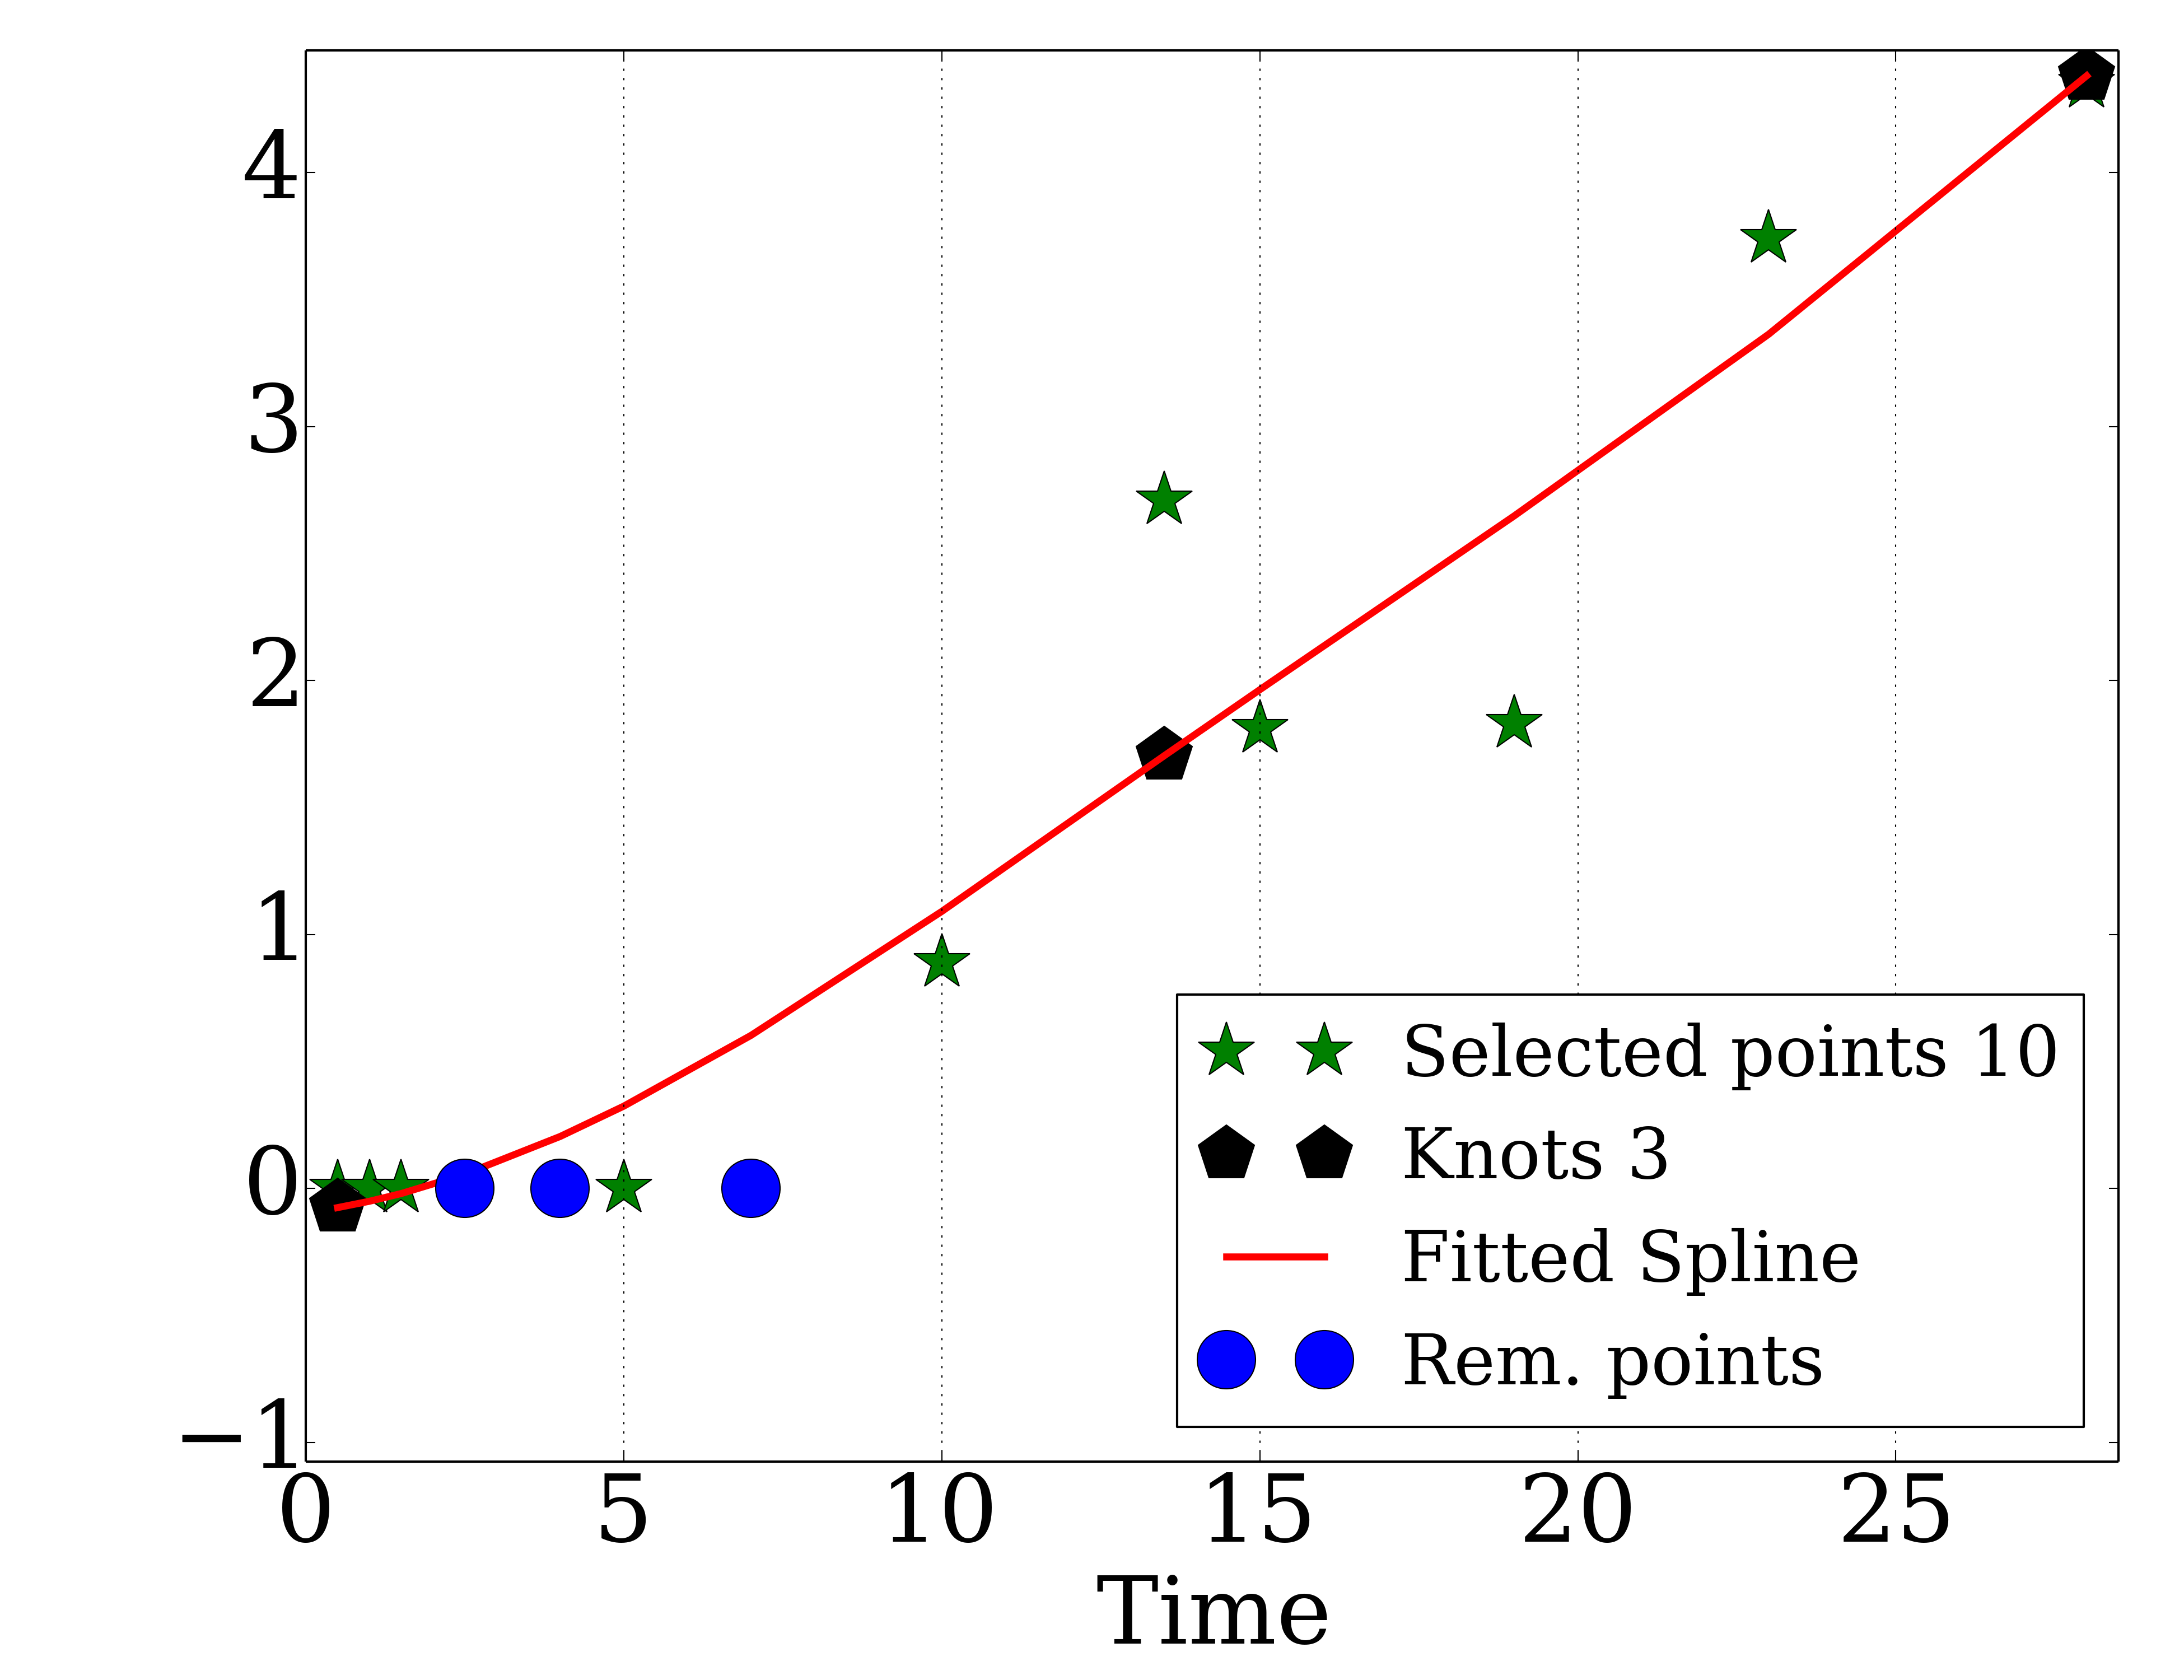 4
3
2
1
0
−1
0 5 10 15 20 25
Time
Selected points 10
Knots 3
Fitted Spline
Rem. points